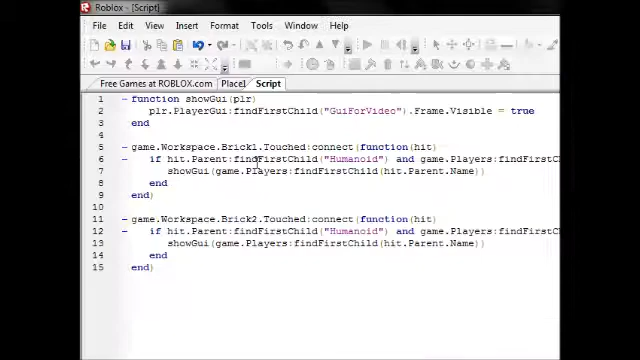 Roblox - [Script]
File Edit View Insert Format Tools Windows Help
Free Games at ROBLOX.com Place1 Script
1 function showGui(plr)
2 plr.PlayerGui:findFirstChild("GuiForVideo").Frame.Visible = true
3 end
4
5 game.Workspace.Brick1.Touched:connect(function(hit)
6 if hit.Parent:findFirstChild("Humanoid") and game.Players:findFirstC
7 showGui(game.Players:findFirstChild(hit.Parent.Name))
8 end
9 end)
10
11 game.Workspace.Brick2.Touched:connect(function(hit)
12 if hit.Parent:findFirstChild("Humanoid") and game.Players:findFirstC
13 showGui(game.Players:findFirstChild(hit.Parent.Name))
14 end
15 end)